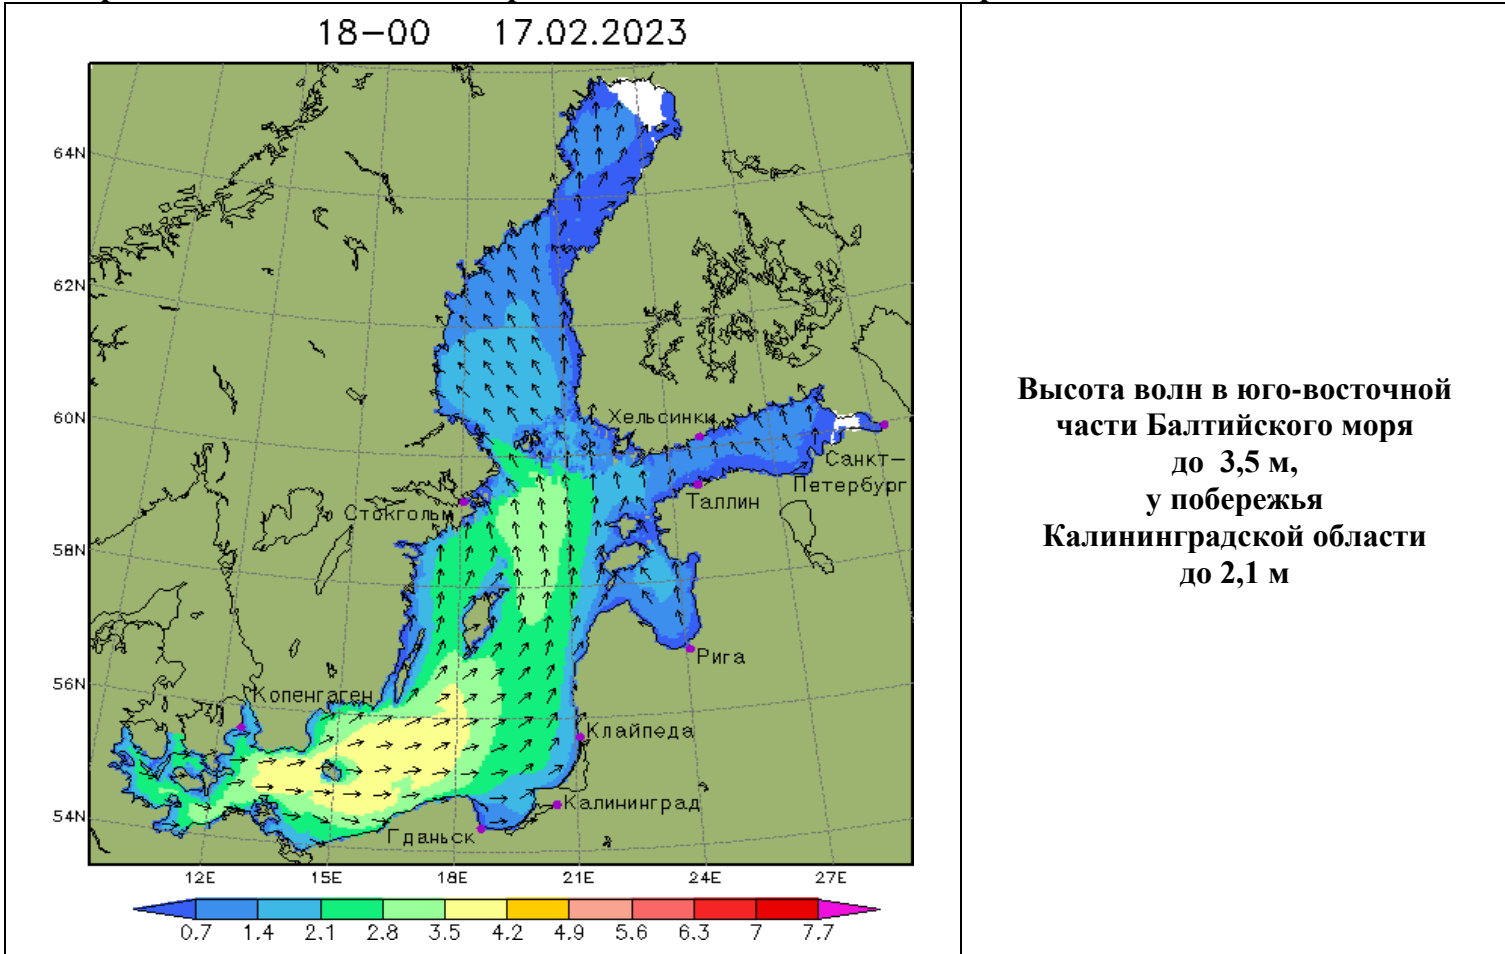 18-00 17.02.2023
64N
62N
60N
58N
56N
54N
Хельсинки
Санкт-
Петербург
Таллин
Стокгольм
Рига
Копенгаген
Клайпеда
Калининград
Гданьск
12E 15E 18E 21E 24E 27E
0.7 1.4 2.1 2.8 3.5 4.2 4.9 5.6 6.3 7 7.7
Высота волн в юго-восточной
части Балтийского моря
до 3,5 м,
у побережья
Калининградской области
до 2,1 м